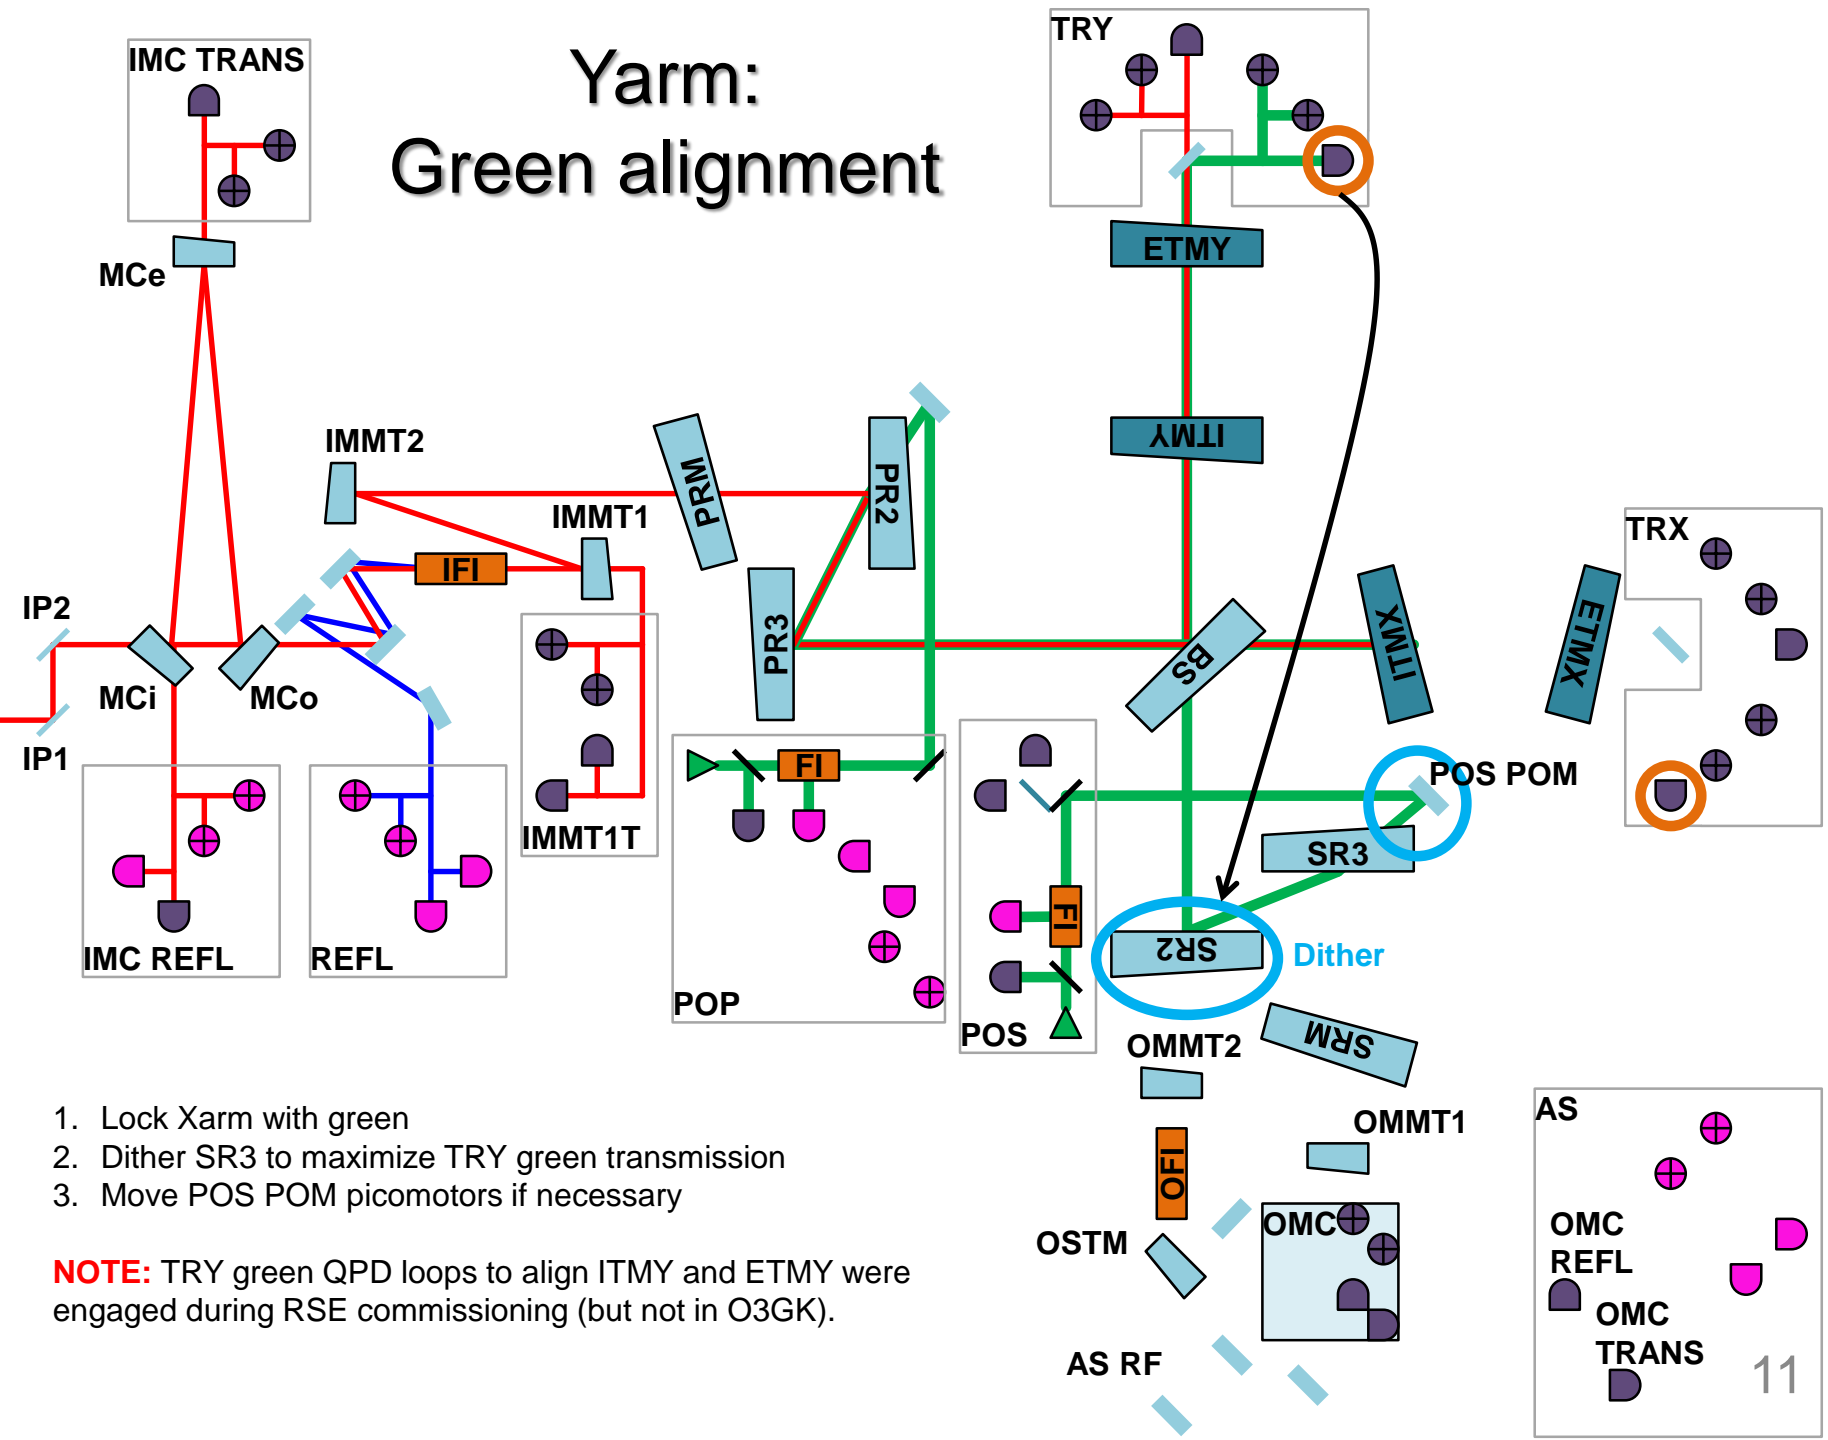 Yarm:
Green alignment
IMC TRANS
TRY
MCe
ETMY
ITMY
IMMT2
PRM
PR2
IMMT1
IFI
TRX
IP2
PR3
BS
ITMX
ETMX
MCi
MCo
IP1
FI
POS POM
IMMT1T
SR3
FI
IMC REFL
REFL
POP
SR2
Dither
POS
SRM
OMMT2
OMMT1
AS
1. Lock Xarm with green
2. Dither SR3 to maximize TRY green transmission
3. Move POS POM picomotors if necessary
OFI
OMC
OSTM
OMC
REFL
NOTE: TRY green QPD loops to align ITMY and ETMY were
engaged during RSE commissioning (but not in O3GK).
OMC
TRANS
AS RF
11